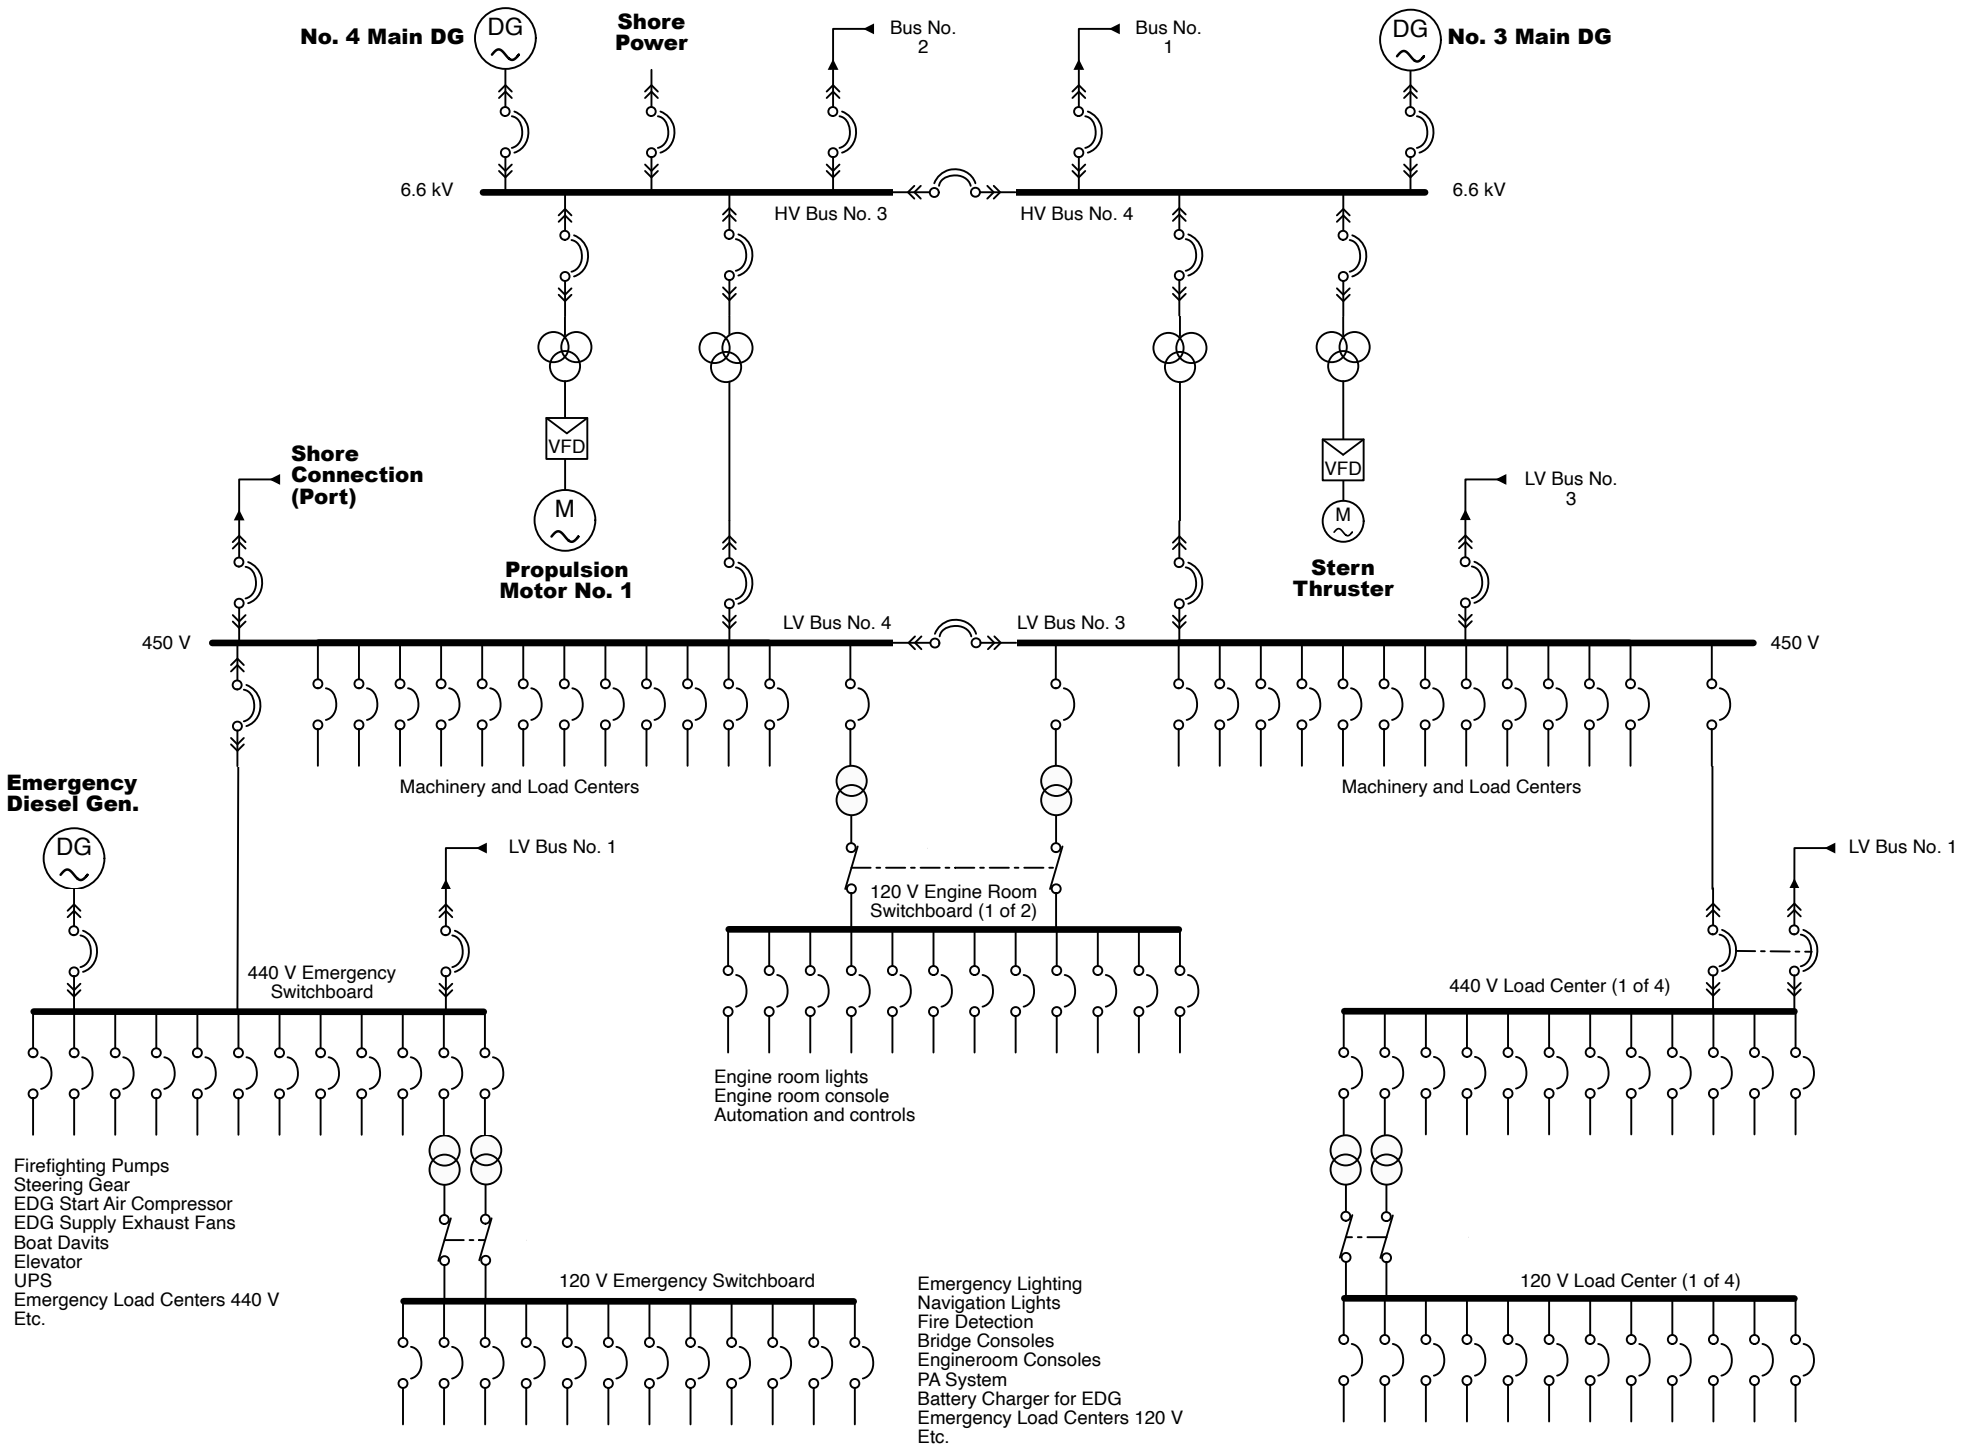 No. 4 Main DG
DG
Shore
Power
Bus No.
2
Bus No.
1
DG
No. 3 Main DG
6.6 kV
HV Bus No. 3
HV Bus No. 4
6.6 kV
VFD
M
Propulsion
Motor No. 1
VFD
M
Stern
Thruster
Shore
Connection
(Port)
LV Bus No.
3
450 V
LV Bus No. 4
LV Bus No. 3
450 V
Machinery and Load Centers
Machinery and Load Centers
Emergency
Diesel Gen.
DG
LV Bus No. 1
LV Bus No. 1
120 V Engine Room
Switchboard (1 of 2)
440 V Emergency
Switchboard
440 V Load Center (1 of 4)
Engine room lights
Engine room console
Automation and controls
Firefighting Pumps
Steering Gear
EDG Start Air Compressor
EDG Supply Exhaust Fans
Boat Davits
Elevator
UPS
Emergency Load Centers 440 V
Etc.
120 V Emergency Switchboard
Emergency Lighting
Navigation Lights
Fire Detection
Bridge Consoles
Engineroom Consoles
PA System
Battery Charger for EDG
Emergency Load Centers 120 V
Etc.
120 V Load Center (1 of 4)